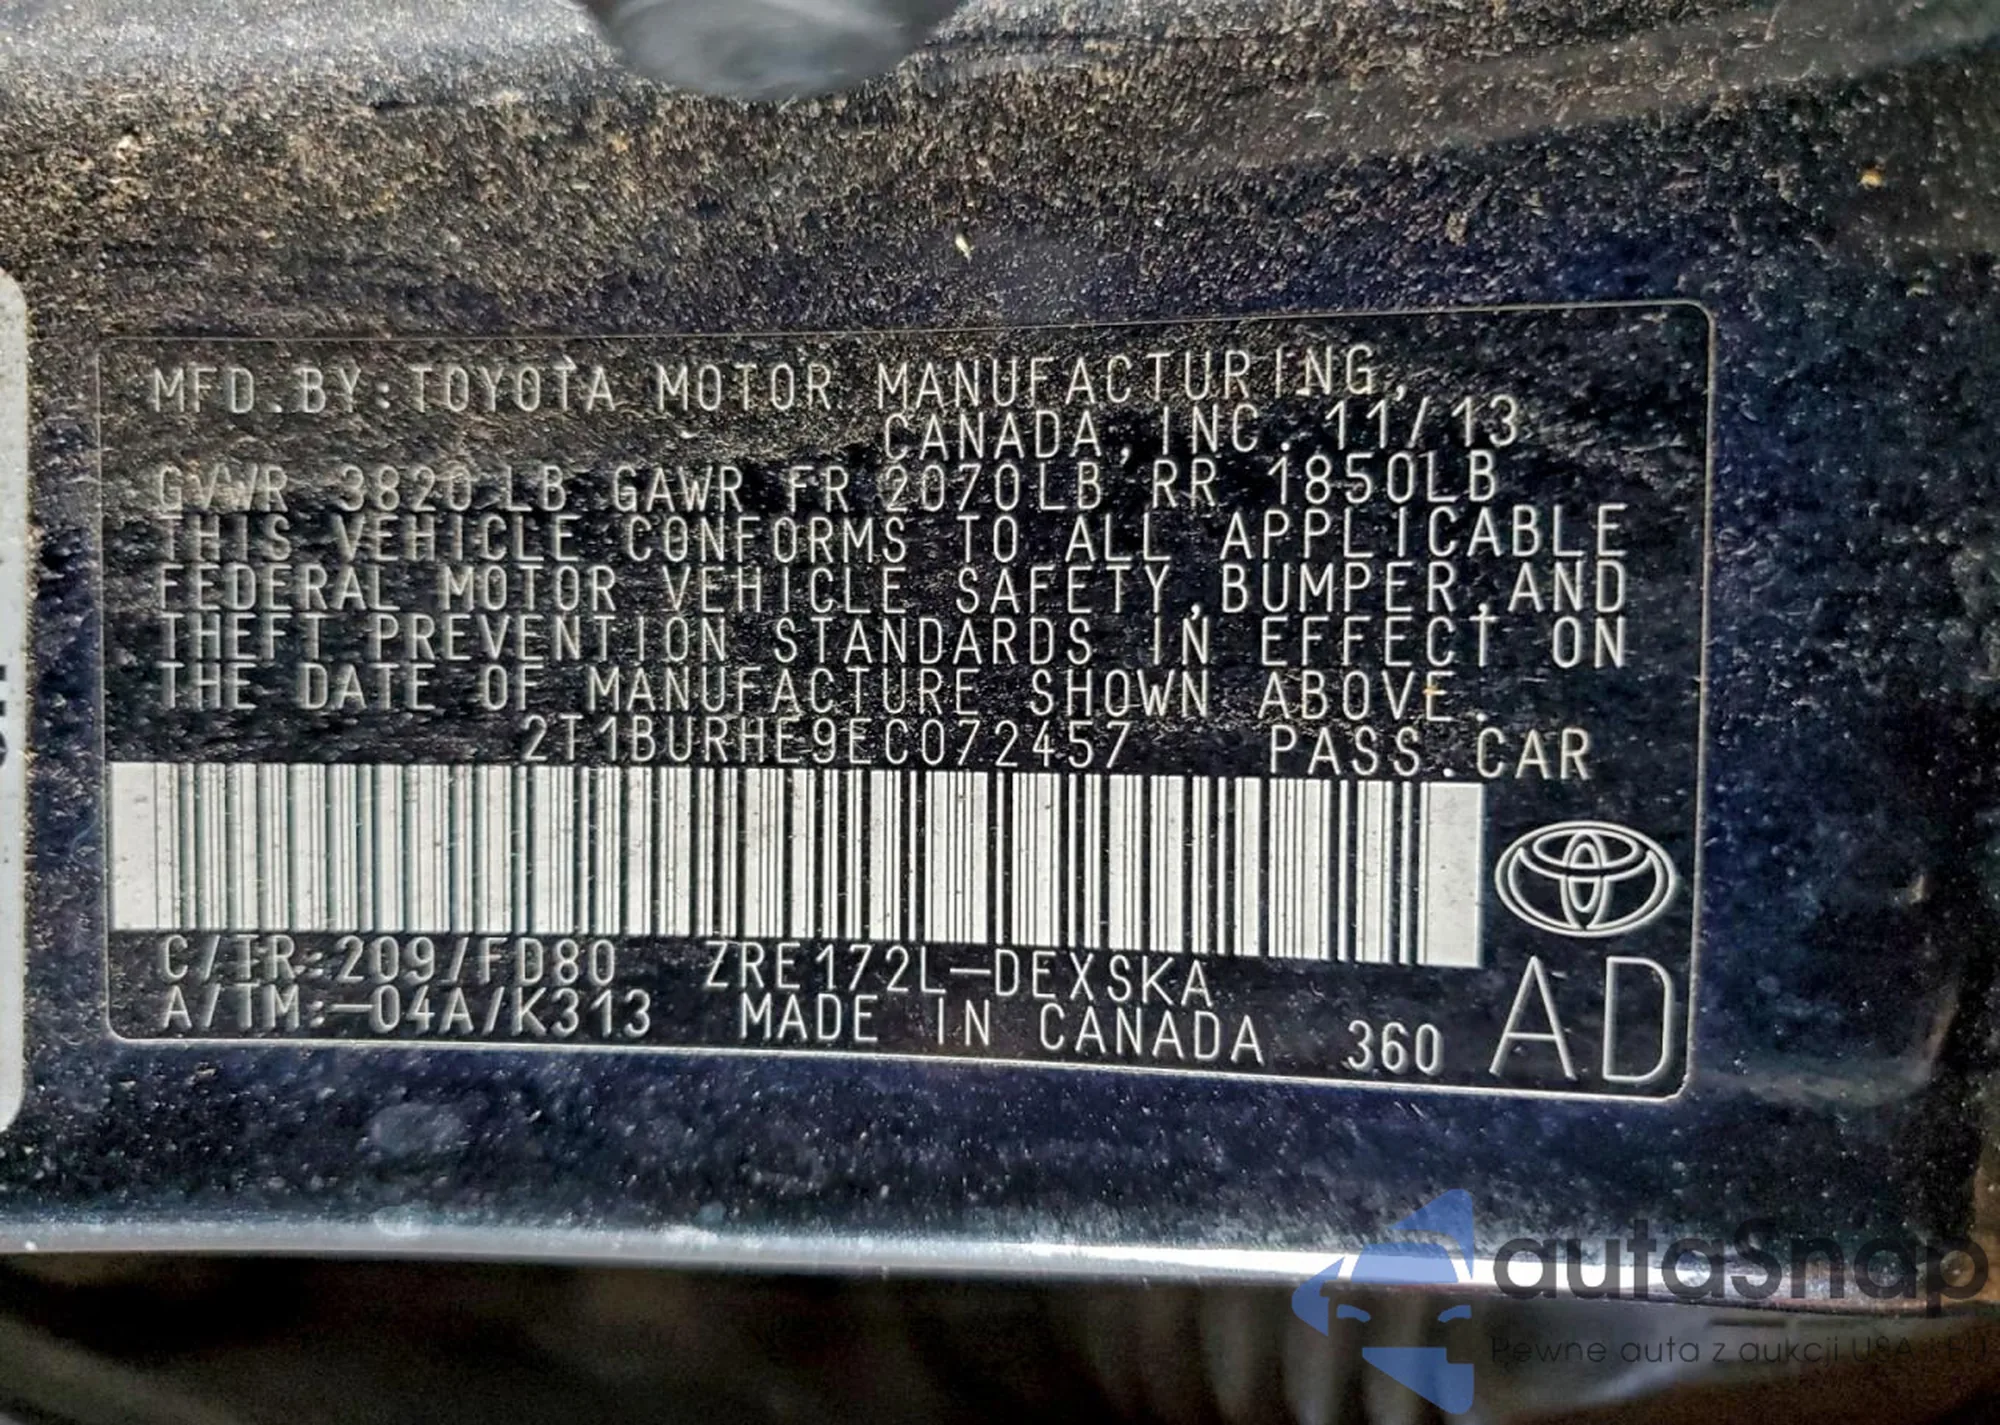 MFD.BY:TOYOTA MOTOR MANUFACTURING,
CANADA,INC. 11/13
GVWR 3820 LB GAWR FR 2070LB RR 1850LB
THIS VEHICLE CONFORMS TO ALL APPLICABLE
FEDERAL MOTOR VEHICLE SAFETY,BUMPER,AND
THEFT PREVENTION STANDARDS IN EFFECT ON
THE DATE OF MANUFACTURE SHOWN ABOVE.
2T1BURHE9EC072457 PASS.CAR
C/TR:209/FD80 ZRE172L-DEXSKA
A/TM:-04A/K313 MADE IN CANADA 360 AD
autaSnap
Pewne auta z aukcji USA